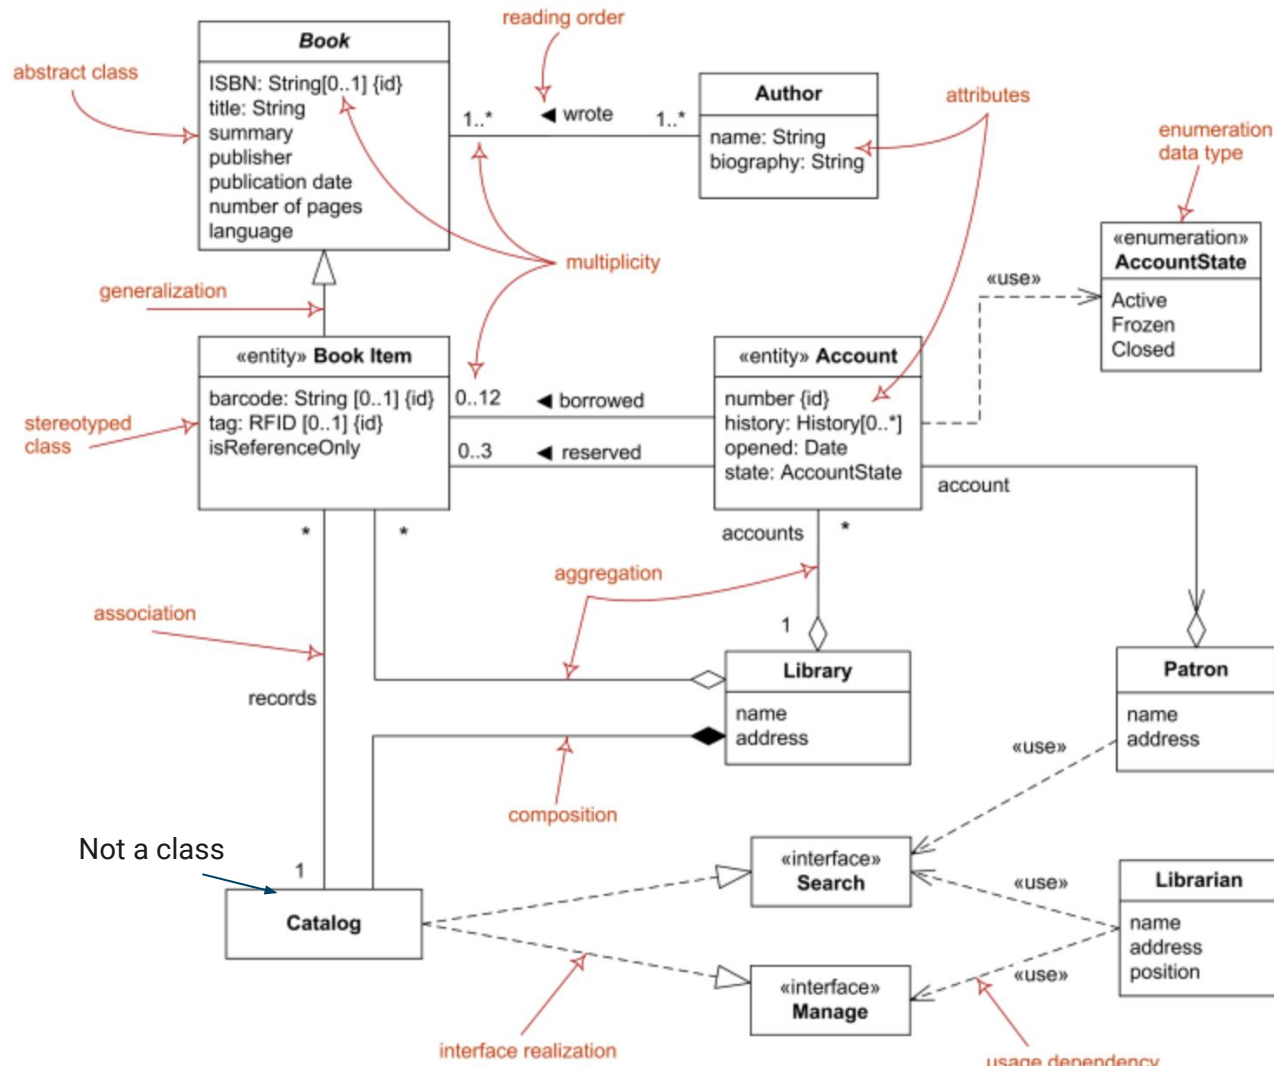 reading order
Book
abstract class
ISBN: String[0..1] {id}
title: String
summary
publisher
publication date
number of pages
language
1..*
◀ wrote
1..*
Author
name: String
biography: String
attributes
enumeration
data type
multiplicity
«enumeration»
AccountState
Active
Frozen
Closed
«use»
generalization
«entity» Book Item
barcode: String [0..1] {id}
tag: RFID [0..1] {id}
isReferenceOnly
stereotyped
class
0..12
◀ borrowed
0..3
◀ reserved
«entity» Account
number {id}
history: History[0..*]
opened: Date
state: AccountState
account
*
*
accounts
*
aggregation
association
1
records
Library
name
address
Patron
name
address
«use»
composition
Not a class
1
Catalog
«interface»
Search
«use»
Librarian
name
address
position
«interface»
Manage
«use»
interface realization
usage dependency